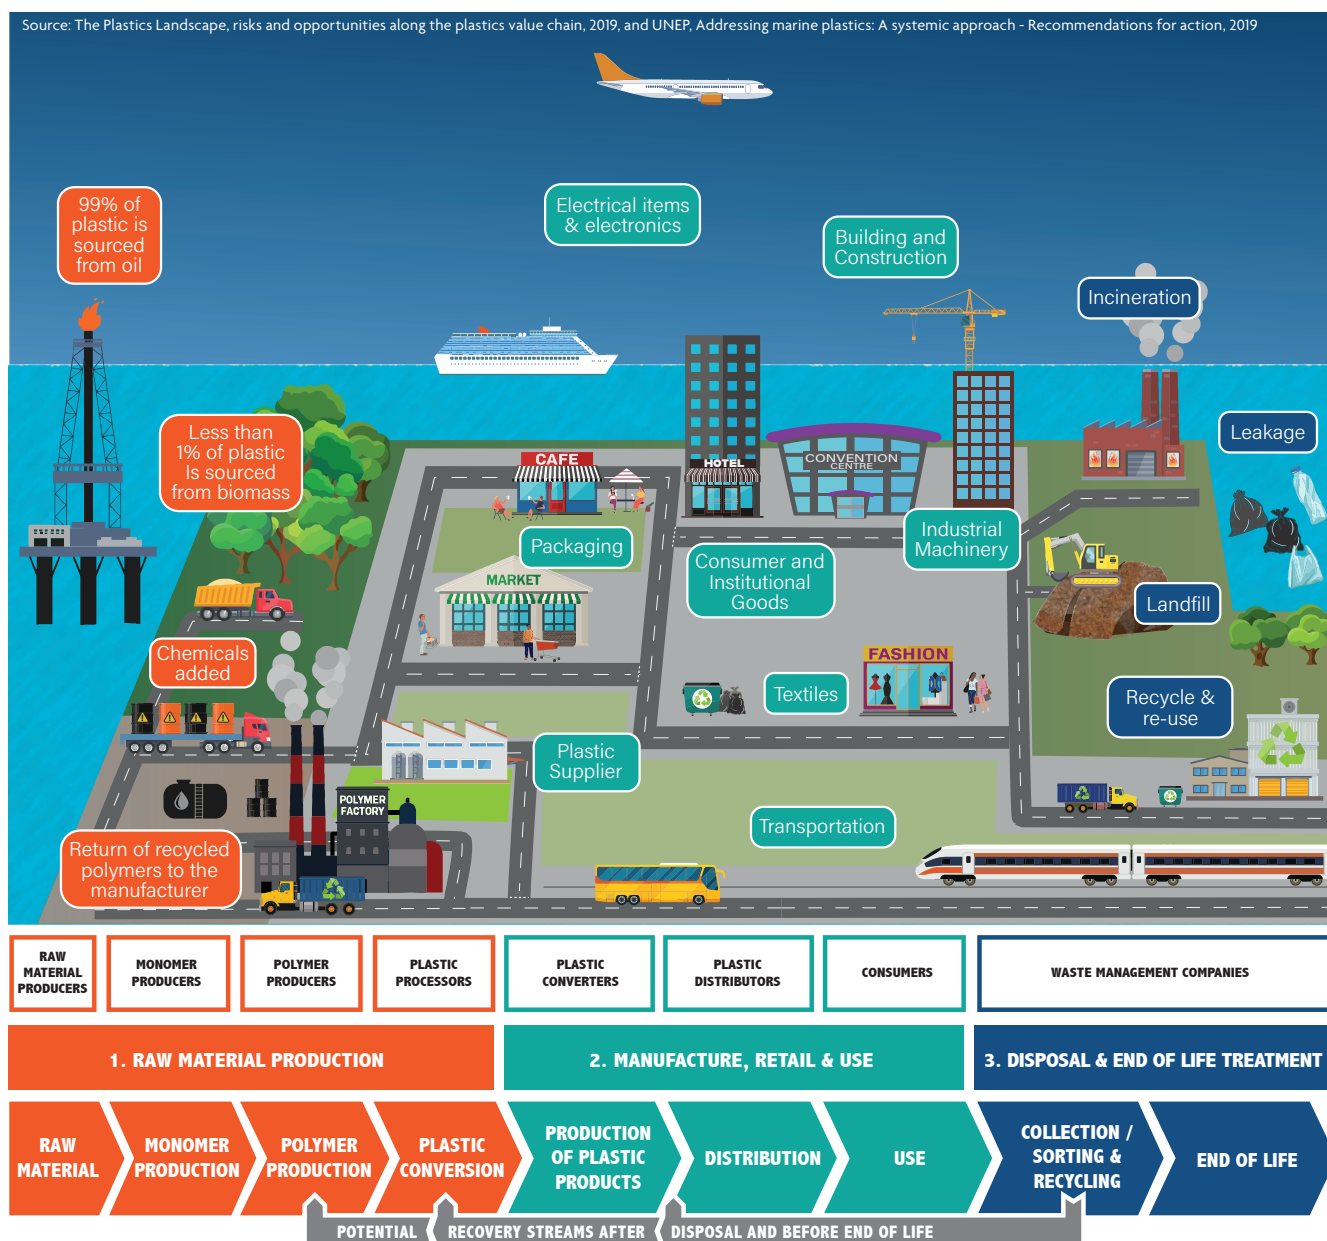 Source: The Plastics Landscape, risks and opportunities along the plastics value chain, 2019, and UNEP, Addressing marine plastics: A systemic approach - Recommendations for action, 2019
99% of
plastic is
sourced
from oil
Electrical items
& electronics
Building and
Construction
Incineration
Less than
1% of plastic
Is sourced
from biomass
Leakage
CAFE
HOTEL
CONVENTION
CENTRE
Packaging
Industrial
Machinery
Consumer and
Institutional
Goods
MARKET
Landfill
Chemicals
added
FASHION
Textiles
Recycle &
re-use
Plastic
Supplier
POLYMER
FACTORY
Transportation
Return of recycled
polymers to the
manufacturer
RAW
MATERIAL
PRODUCERS
MONOMER
PRODUCERS
POLYMER
PRODUCERS
PLASTIC
PROCESSORS
PLASTIC
CONVERTERS
PLASTIC
DISTRIBUTORS
CONSUMERS
WASTE MANAGEMENT COMPANIES
1. RAW MATERIAL PRODUCTION
2. MANUFACTURE, RETAIL & USE
3. DISPOSAL & END OF LIFE TREATMENT
RAW
MATERIAL
MONOMER
PRODUCTION
POLYMER
PRODUCTION
PLASTIC
CONVERSION
PRODUCTION
OF PLASTIC
PRODUCTS
DISTRIBUTION
USE
COLLECTION /
SORTING &
RECYCLING
END OF LIFE
POTENTIAL RECOVERY STREAMS AFTER DISPOSAL AND BEFORE END OF LIFE